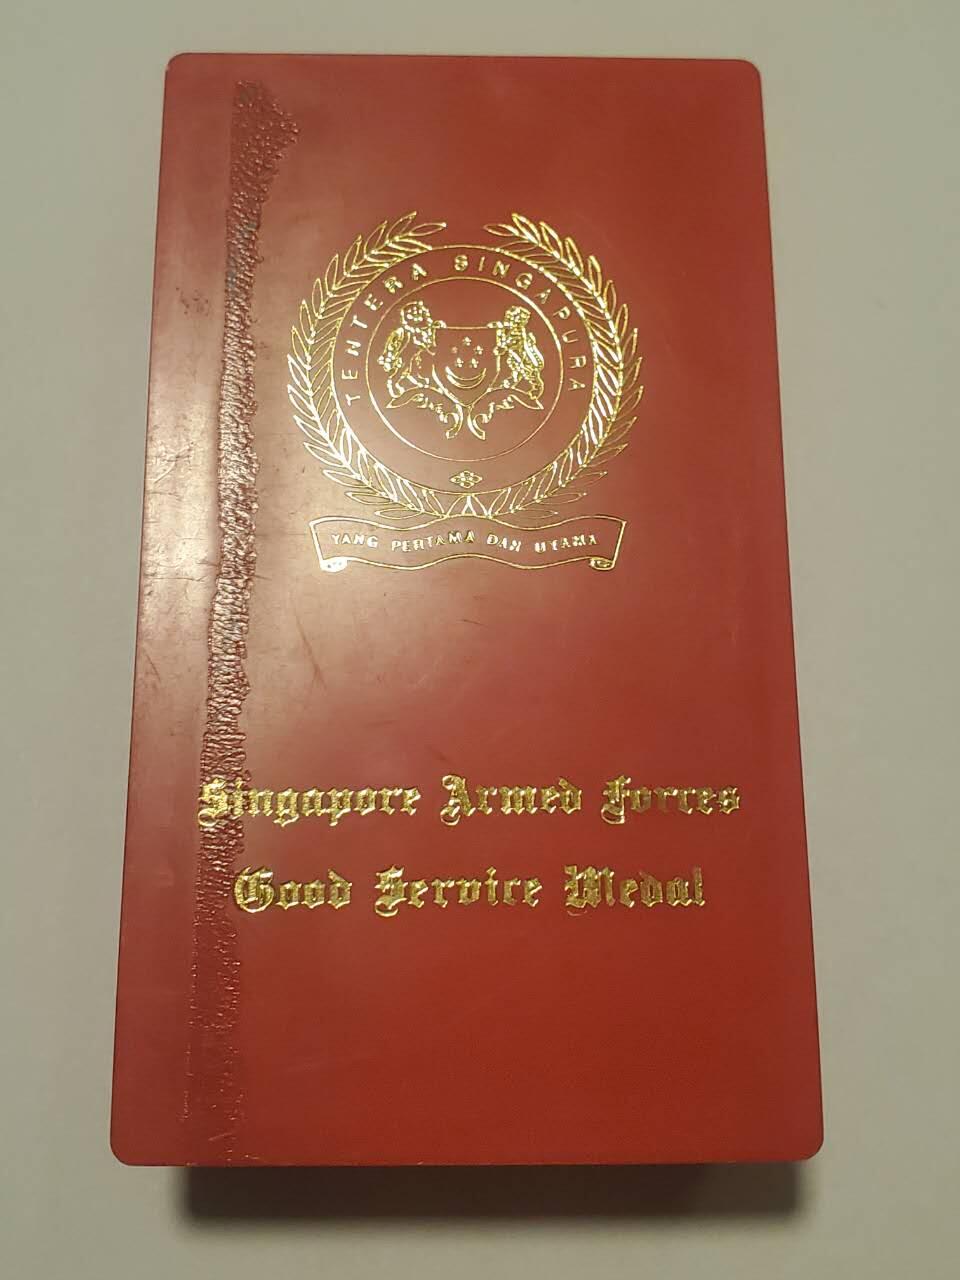 TENTERA SINGAPURA
YANG PERTAMA DAN UTAMA
Singapore Armed Forces
Good Service Medal